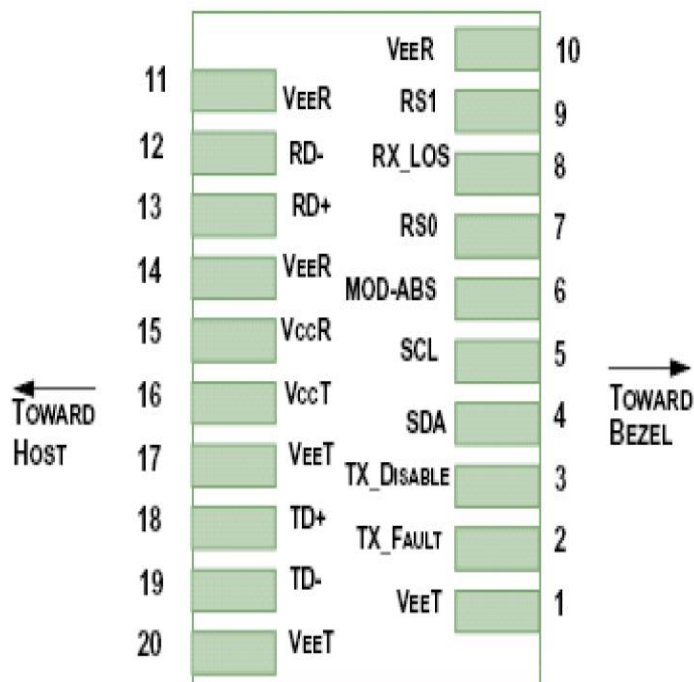 VEER 10
11 VEER
RS1 9
12 RD-
RX_LOS 8
13 RD+
RS0 7
14 VEER
MOD-ABS 6
15 VCCR
SCL 5
16 VCCT
TOWARD HOST
TOWARD BEZEL
SDA 4
17 VEET
TX_DISABLE 3
18 TD+
TX_FAULT 2
19 TD-
VEET 1
20 VEET